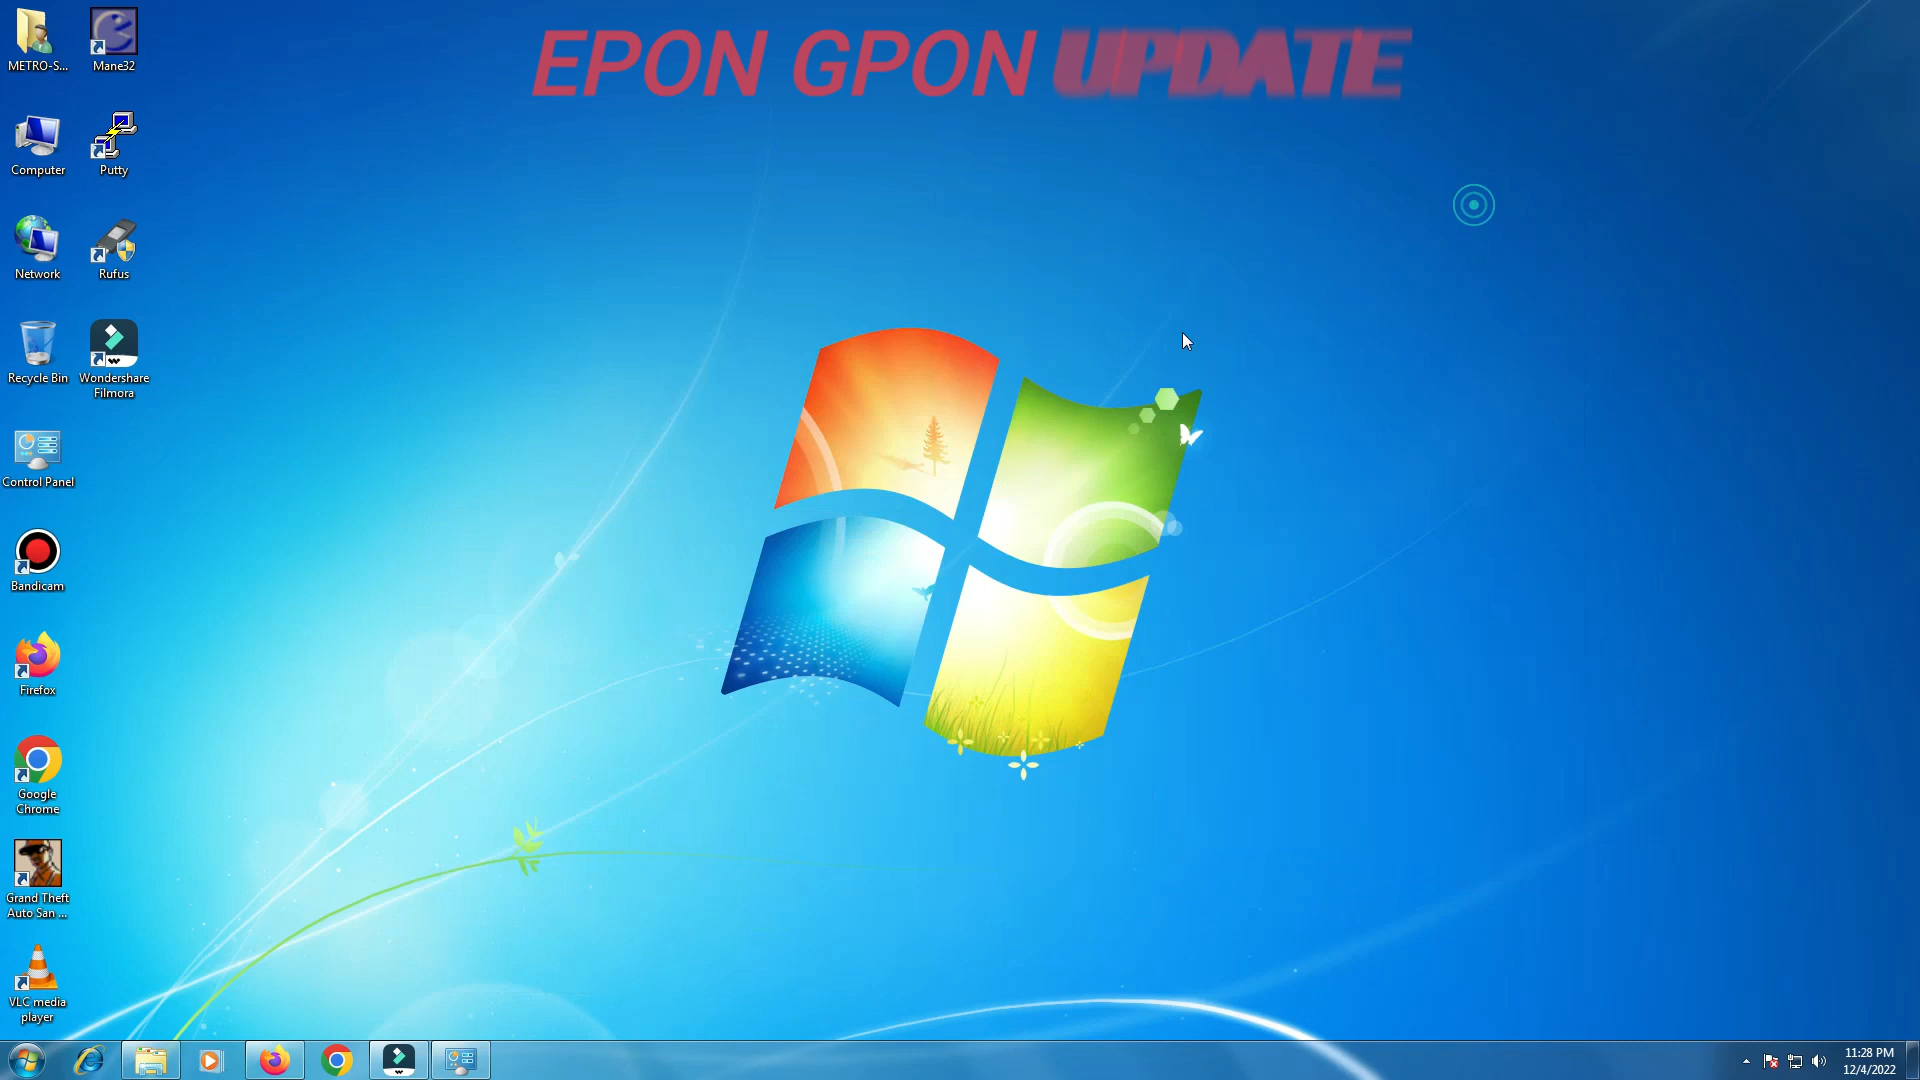 EPON GPON UPDATE
METRO-S...
Mane32
Computer
Putty
Network
Rufus
Recycle Bin
Wondershare
Filmora
Control Panel
Bandicam
Firefox
Google
Chrome
Grand Theft
Auto San ...
VLC media
player
11:28 PM
12/4/2022